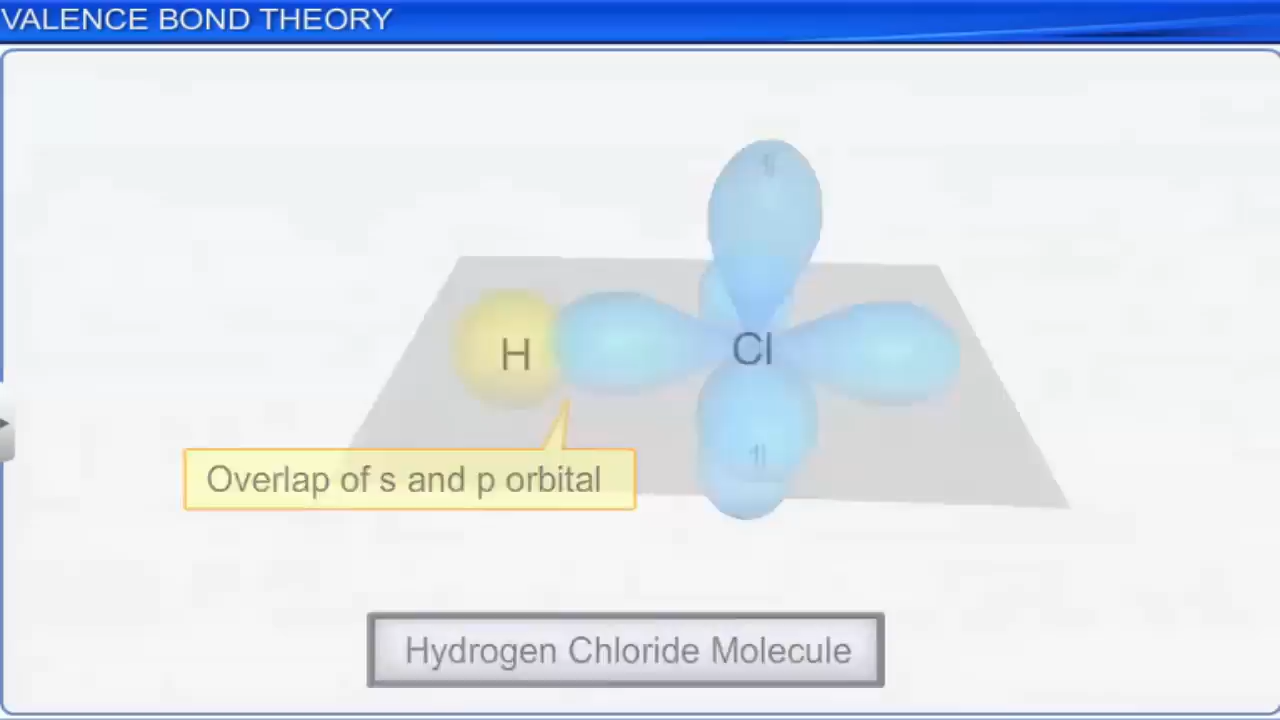 VALENCE BOND THEORY
H
Cl
Overlap of s and p orbital
Hydrogen Chloride Molecule